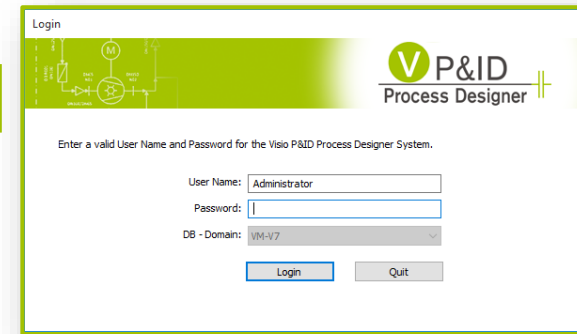 Login
M
V P&ID
Process Designer
Enter a valid User Name and Password for the Visio P&ID Process Designer System.
User Name: Administrator
Password:
DB - Domain: VM-V7
Login Quit